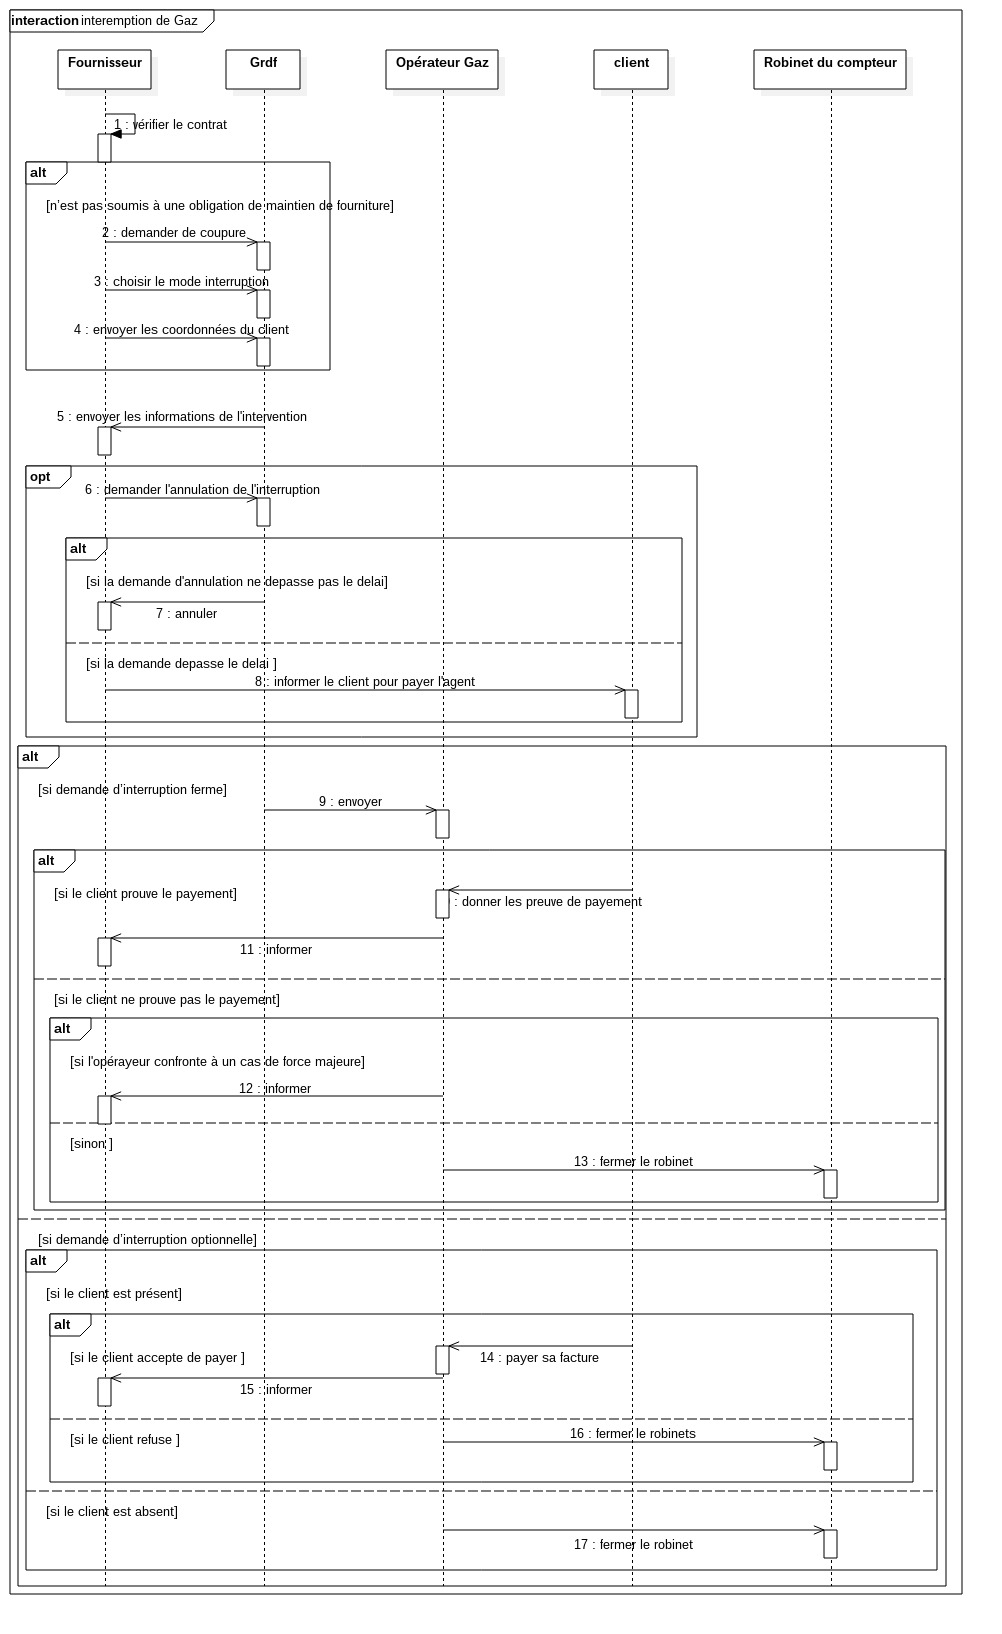 interaction interemption de Gaz
Fournisseur Grdf Opérateur Gaz client Robinet du compteur
1 : vérifier le contrat
alt
[n'est pas soumis à une obligation de maintien de fourniture]
2 : demander de coupure
3 : choisir le mode interruption
4 : envoyer les coordonnées du client
5 : envoyer les informations de l'intervention
opt
6 : demander l'annulation de l'interruption
alt
[si la demande d'annulation ne depasse pas le delai]
7 : annuler
[si la demande depasse le delai ]
8 : informer le client pour payer l'agent
alt
[si demande d'interruption ferme]
9 : envoyer
alt
[si le client prouve le payement]
: donner les preuve de payement
11 : informer
[si le client ne prouve pas le payement]
alt
[si l'opérayeur confronte à un cas de force majeure]
12 : informer
[sinon ]
13 : fermer le robinet
[si demande d'interruption optionnelle]
alt
[si le client est présent]
alt
[si le client accepte de payer ]
14 : payer sa facture
15 : informer
16 : fermer le robinets
[si le client refuse ]
[si le client est absent]
17 : fermer le robinet